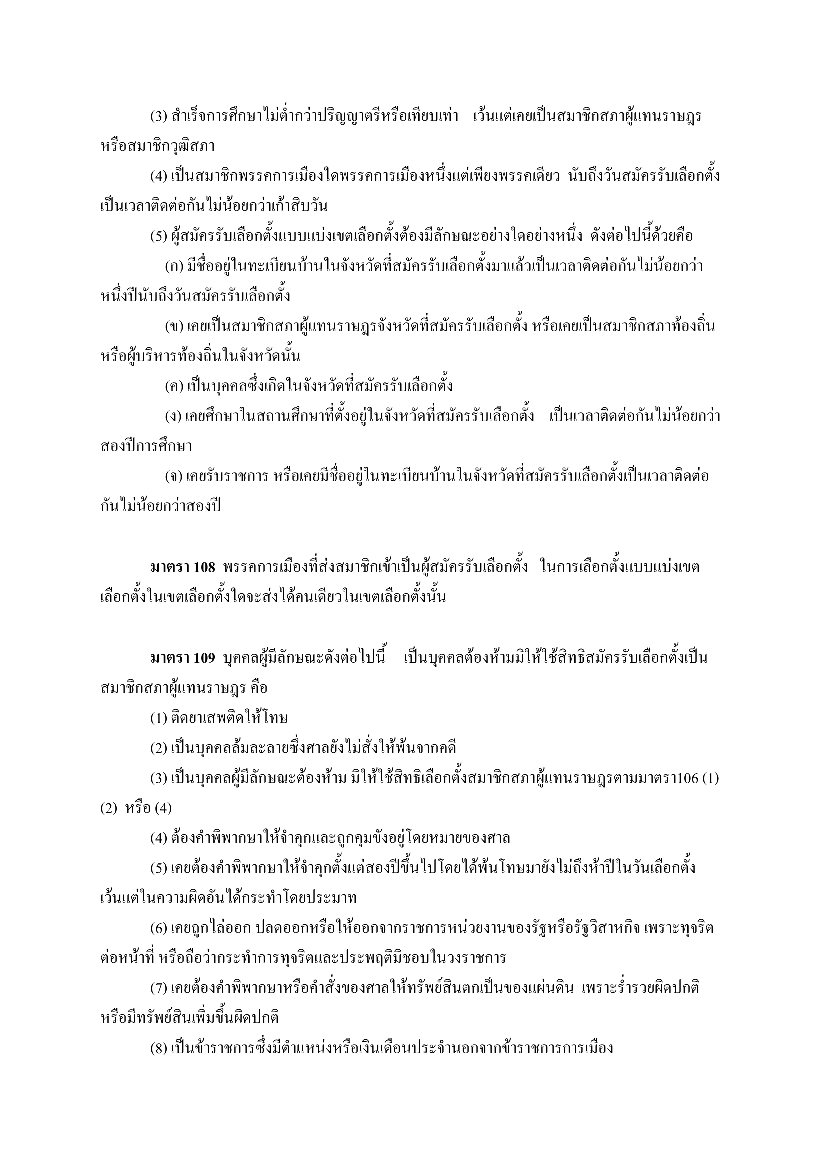 (3) สำเร็จการศึกษาไม่ต่ำกว่าปริญญาตรีหรือเทียบเท่า เว้นแต่เคยเป็นสมาชิกสภาผู้แทนราษฎร
หรือสมาชิกวุฒิสภา
(4) เป็นสมาชิกพรรคการเมืองใดพรรคการเมืองหนึ่งแต่เพียงพรรคเดียว นับถึงวันสมัครรับเลือกตั้ง
เป็นเวลาติดต่อกันไม่น้อยกว่าเก้าสิบวัน
(5) ผู้สมัครรับเลือกตั้งแบบแบ่งเขตเลือกตั้งต้องมีลักษณะอย่างใดอย่างหนึ่ง ดังต่อไปนี้ด้วยคือ
(ก) มีชื่ออยู่ในทะเบียนบ้านในจังหวัดที่สมัครรับเลือกตั้งมาแล้วเป็นเวลาติดต่อกันไม่น้อยกว่า
หนึ่งปีนับถึงวันสมัครรับเลือกตั้ง
(ข) เคยเป็นสมาชิกสภาผู้แทนราษฎรจังหวัดที่สมัครรับเลือกตั้ง หรือเคยเป็นสมาชิกสภาท้องถิ่น
หรือผู้บริหารท้องถิ่นในจังหวัดนั้น
(ค) เป็นบุคคลซึ่งเกิดในจังหวัดที่สมัครรับเลือกตั้ง
(ง) เคยศึกษาในสถานศึกษาที่ตั้งอยู่ในจังหวัดที่สมัครรับเลือกตั้ง เป็นเวลาติดต่อกันไม่น้อยกว่า
สองปีการศึกษา
(จ) เคยรับราชการ หรือเคยมีชื่ออยู่ในทะเบียนบ้านในจังหวัดที่สมัครรับเลือกตั้งเป็นเวลาติดต่อ
กันไม่น้อยกว่าสองปี
มาตรา 108 พรรคการเมืองที่ส่งสมาชิกเข้าเป็นผู้สมัครรับเลือกตั้ง ในการเลือกตั้งแบบแบ่งเขต
เลือกตั้งในเขตเลือกตั้งใดจะส่งได้คนเดียวในเขตเลือกตั้งนั้น
มาตรา 109 บุคคลผู้มีลักษณะดังต่อไปนี้ เป็นบุคคลต้องห้ามมิให้ใช้สิทธิสมัครรับเลือกตั้งเป็น
สมาชิกสภาผู้แทนราษฎร คือ
(1) ติดยาเสพติดให้โทษ
(2) เป็นบุคคลล้มละลายซึ่งศาลยังไม่สั่งให้พ้นจากคดี
(3) เป็นบุคคลผู้มีลักษณะต้องห้าม มิให้ใช้สิทธิเลือกตั้งสมาชิกสภาผู้แทนราษฎรตามมาตรา106 (1)
(2) หรือ (4)
(4) ต้องคำพิพากษาให้จำคุกและถูกคุมขังอยู่โดยหมายของศาล
(5) เคยต้องคำพิพากษาให้จำคุกตั้งแต่สองปีขึ้นไปโดยได้พ้นโทษมายังไม่ถึงห้าปีในวันเลือกตั้ง
เว้นแต่ในความผิดอันได้กระทำโดยประมาท
(6) เคยถูกไล่ออก ปลดออกหรือให้ออกจากราชการหน่วยงานของรัฐหรือรัฐวิสาหกิจ เพราะทุจริต
ต่อหน้าที่ หรือถือว่ากระทำการทุจริตและประพฤติมิชอบในวงราชการ
(7) เคยต้องคำพิพากษาหรือคำสั่งของศาลให้ทรัพย์สินตกเป็นของแผ่นดิน เพราะร่ำรวยผิดปกติ
หรือมีทรัพย์สินเพิ่มขึ้นผิดปกติ
(8) เป็นข้าราชการซึ่งมีตำแหน่งหรือเงินเดือนประจำนอกจากข้าราชการการเมือง